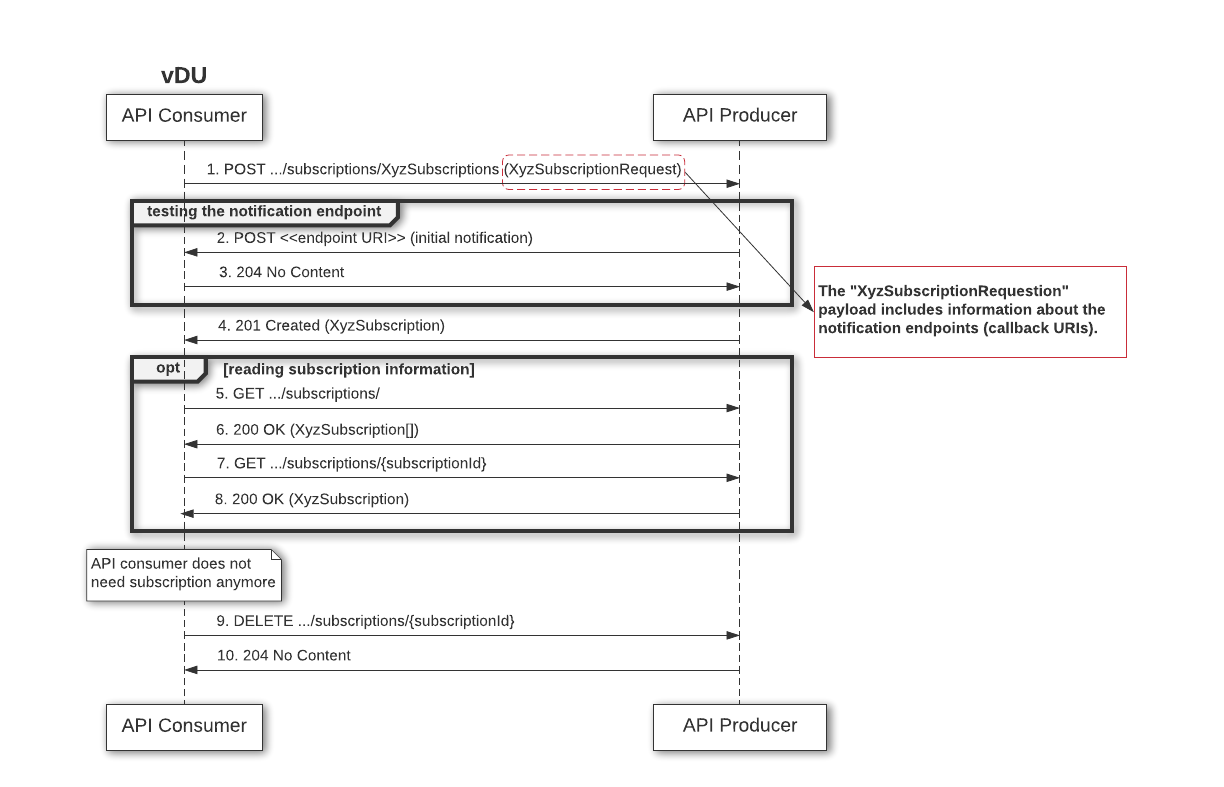 vDU
API Consumer
API Producer
1. POST .../subscriptions/XyzSubscriptions (XyzSubscriptionRequest)
testing the notification endpoint
2. POST <<endpoint URI>> (initial notification)
3. 204 No Content
The "XyzSubscriptionRequestion"
payload includes information about the
notification endpoints (callback URIs).
4. 201 Created (XyzSubscription)
opt
[reading subscription information]
5. GET .../subscriptions/
6. 200 OK (XyzSubscription[])
7. GET .../subscriptions/{subscriptionId}
8. 200 OK (XyzSubscription)
API consumer does not
need subscription anymore
9. DELETE .../subscriptions/{subscriptionId}
10. 204 No Content
API Consumer
API Producer